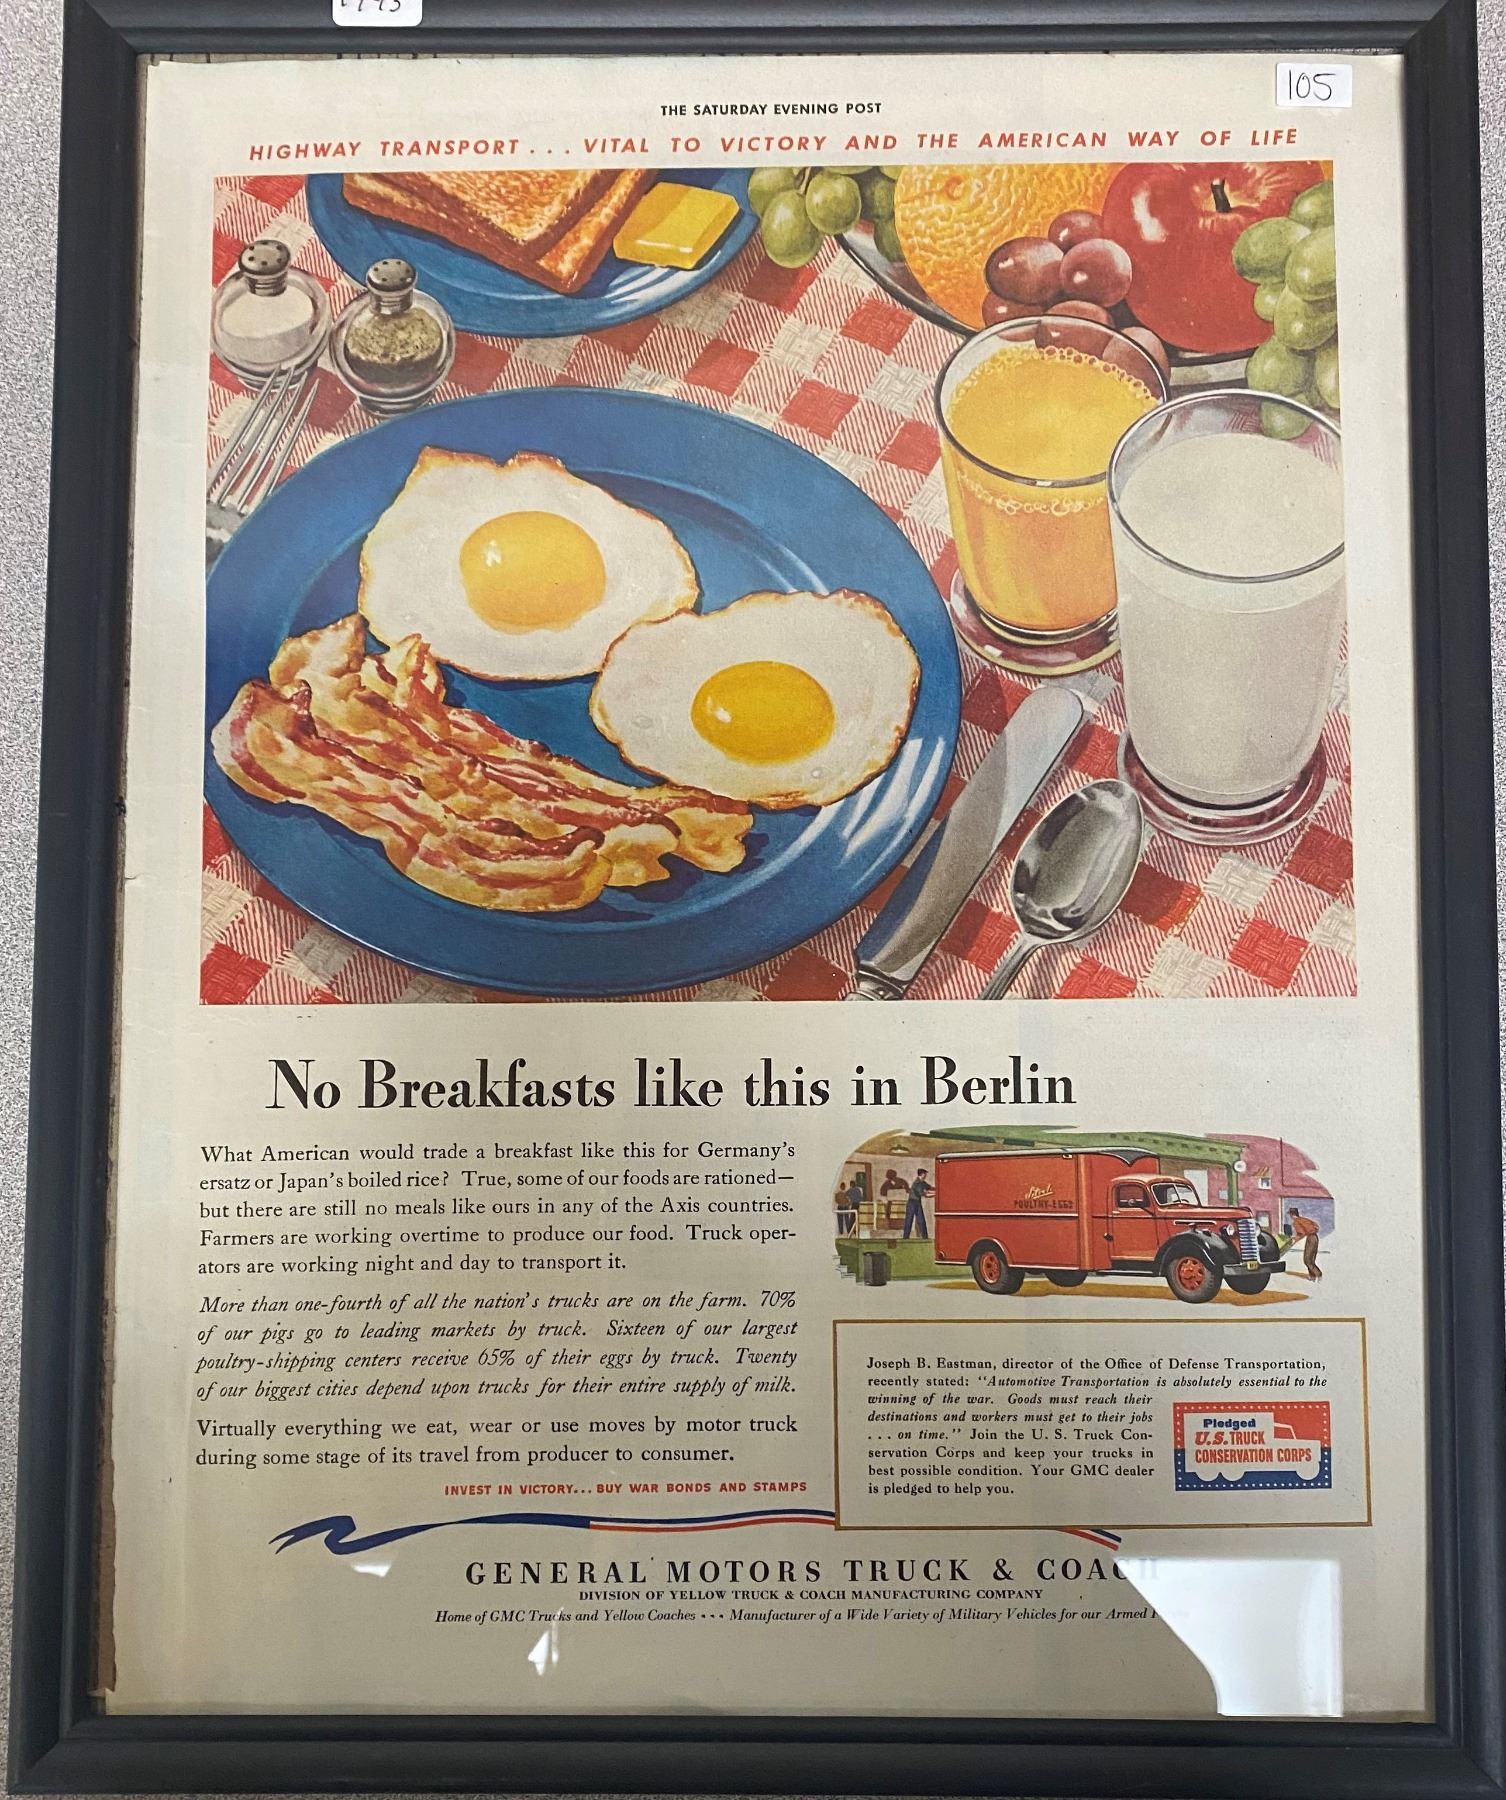 105
THE SATURDAY EVENING POST
HIGHWAY TRANSPORT . . . VITAL TO VICTORY AND THE AMERICAN WAY OF LIFE
No Breakfasts like this in Berlin
What American would trade a breakfast like this for Germany's
ersatz or Japan's boiled rice? True, some of our foods are rationed—
but there are still no meals like ours in any of the Axis countries.
Farmers are working overtime to produce our food. Truck oper-
ators are working night and day to transport it.
More than one-fourth of all the nation's trucks are on the farm. 70%
of our pigs go to leading markets by truck. Sixteen of our largest
poultry-shipping centers receive 65% of their eggs by truck. Twenty
of our biggest cities depend upon trucks for their entire supply of milk.
Virtually everything we eat, wear or use moves by motor truck
during some stage of its travel from producer to consumer.
INVEST IN VICTORY... BUY WAR BONDS AND STAMPS
POULTRY-EGGS
Joseph B. Eastman, director of the Office of Defense Transportation,
recently stated: "Automotive Transportation is absolutely essential to the
winning of the war. Goods must reach their
destinations and workers must get to their jobs
. . . on time." Join the U. S. Truck Con-
servation Corps and keep your trucks in
best possible condition. Your GMC dealer
is pledged to help you.
Pledged
U.S. TRUCK
CONSERVATION CORPS
GENERAL MOTORS TRUCK & COACH
DIVISION OF YELLOW TRUCK & COACH MANUFACTURING COMPANY
Home of GMC Trucks and Yellow Coaches • • • Manufacturer of a Wide Variety of Military Vehicles for our Armed